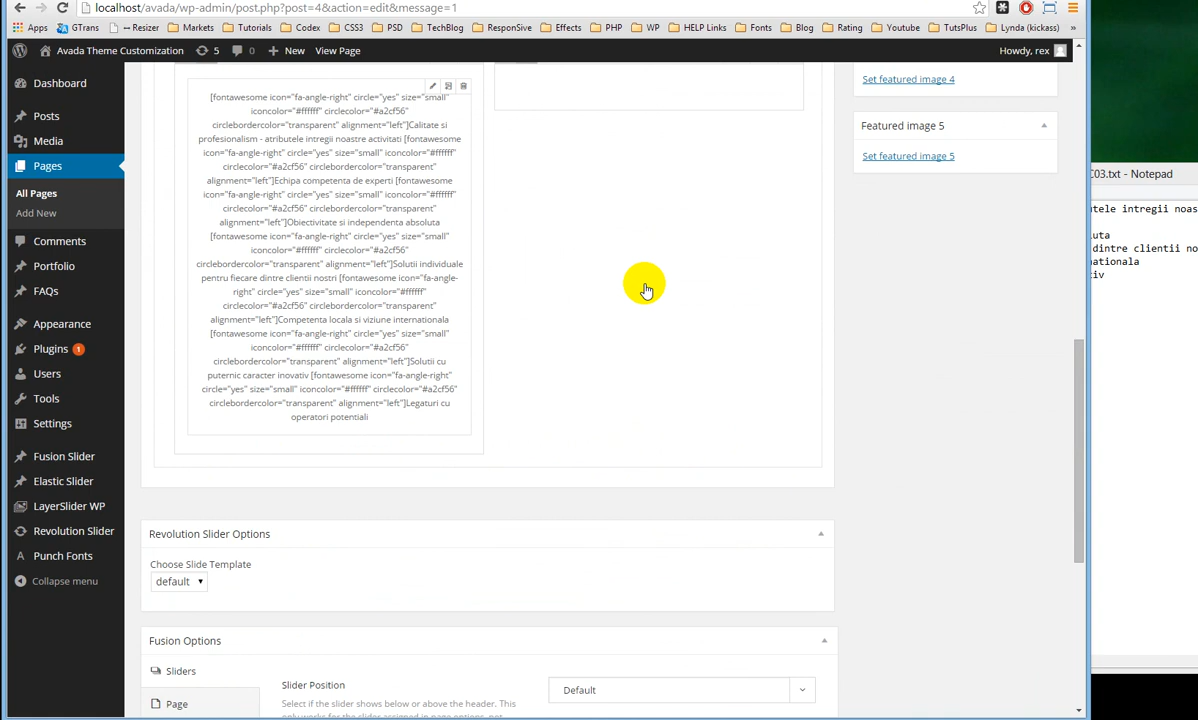 localhost/avada/wp-admin/post.php?post=4&action=edit&message=1
Apps GTrans ↔ Resizer Markets Tutorials Codex CSS3 PSD TechBlog ResponSive Effects PHP WP HELP Links Fonts Blog Rating Youtube TutsPlus Lynda (kickass) »
Avada Theme Customization 5 0 + New View Page Howdy, rex
Dashboard
Posts
Media
Pages
All Pages
Add New
Comments
Portfolio
FAQs
Appearance
Plugins 1
Users
Tools
Settings
Fusion Slider
Elastic Slider
LayerSlider WP
Revolution Slider
Punch Fonts
Collapse menu
[fontawesome icon="fa-angle-right" circle="yes" size="small"
iconcolor="#ffffff" circlecolor="#a2cf56"
circlebordercolor="transparent" alignment="left"]Calitate si
profesionalism - atributele intregii noastre activitati [fontawesome
icon="fa-angle-right" circle="yes" size="small" iconcolor="#ffffff"
circlecolor="#a2cf56" circlebordercolor="transparent"
alignment="left"]Echipa competenta de experti [fontawesome
icon="fa-angle-right" circle="yes" size="small" iconcolor="#ffffff"
circlecolor="#a2cf56" circlebordercolor="transparent"
alignment="left"]Obiectivitate si independenta absoluta
[fontawesome icon="fa-angle-right" circle="yes" size="small"
iconcolor="#ffffff" circlecolor="#a2cf56"
circlebordercolor="transparent" alignment="left"]Solutii individuale
pentru fiecare dintre clientii nostri [fontawesome icon="fa-angle-
right" circle="yes" size="small" iconcolor="#ffffff"
circlecolor="#a2cf56" circlebordercolor="transparent"
alignment="left"]Competenta locala si viziune internationala
[fontawesome icon="fa-angle-right" circle="yes" size="small"
iconcolor="#ffffff" circlecolor="#a2cf56"
circlebordercolor="transparent" alignment="left"]Solutii cu
puternic caracter inovativ [fontawesome icon="fa-angle-right"
circle="yes" size="small" iconcolor="#ffffff" circlecolor="#a2cf56"
circlebordercolor="transparent" alignment="left"]Legaturi cu
operatori potentiali
Set featured image 4
Featured image 5
Set featured image 5
Revolution Slider Options
Choose Slide Template
default
Fusion Options
Sliders
Page
Slider Position
Select if the slider shows below or above the header. This
only works for the slider assigned in page options, not
Default
C03.txt - Notepad
utele intregii noas
uta
dintre clientii no
nationala
tiv